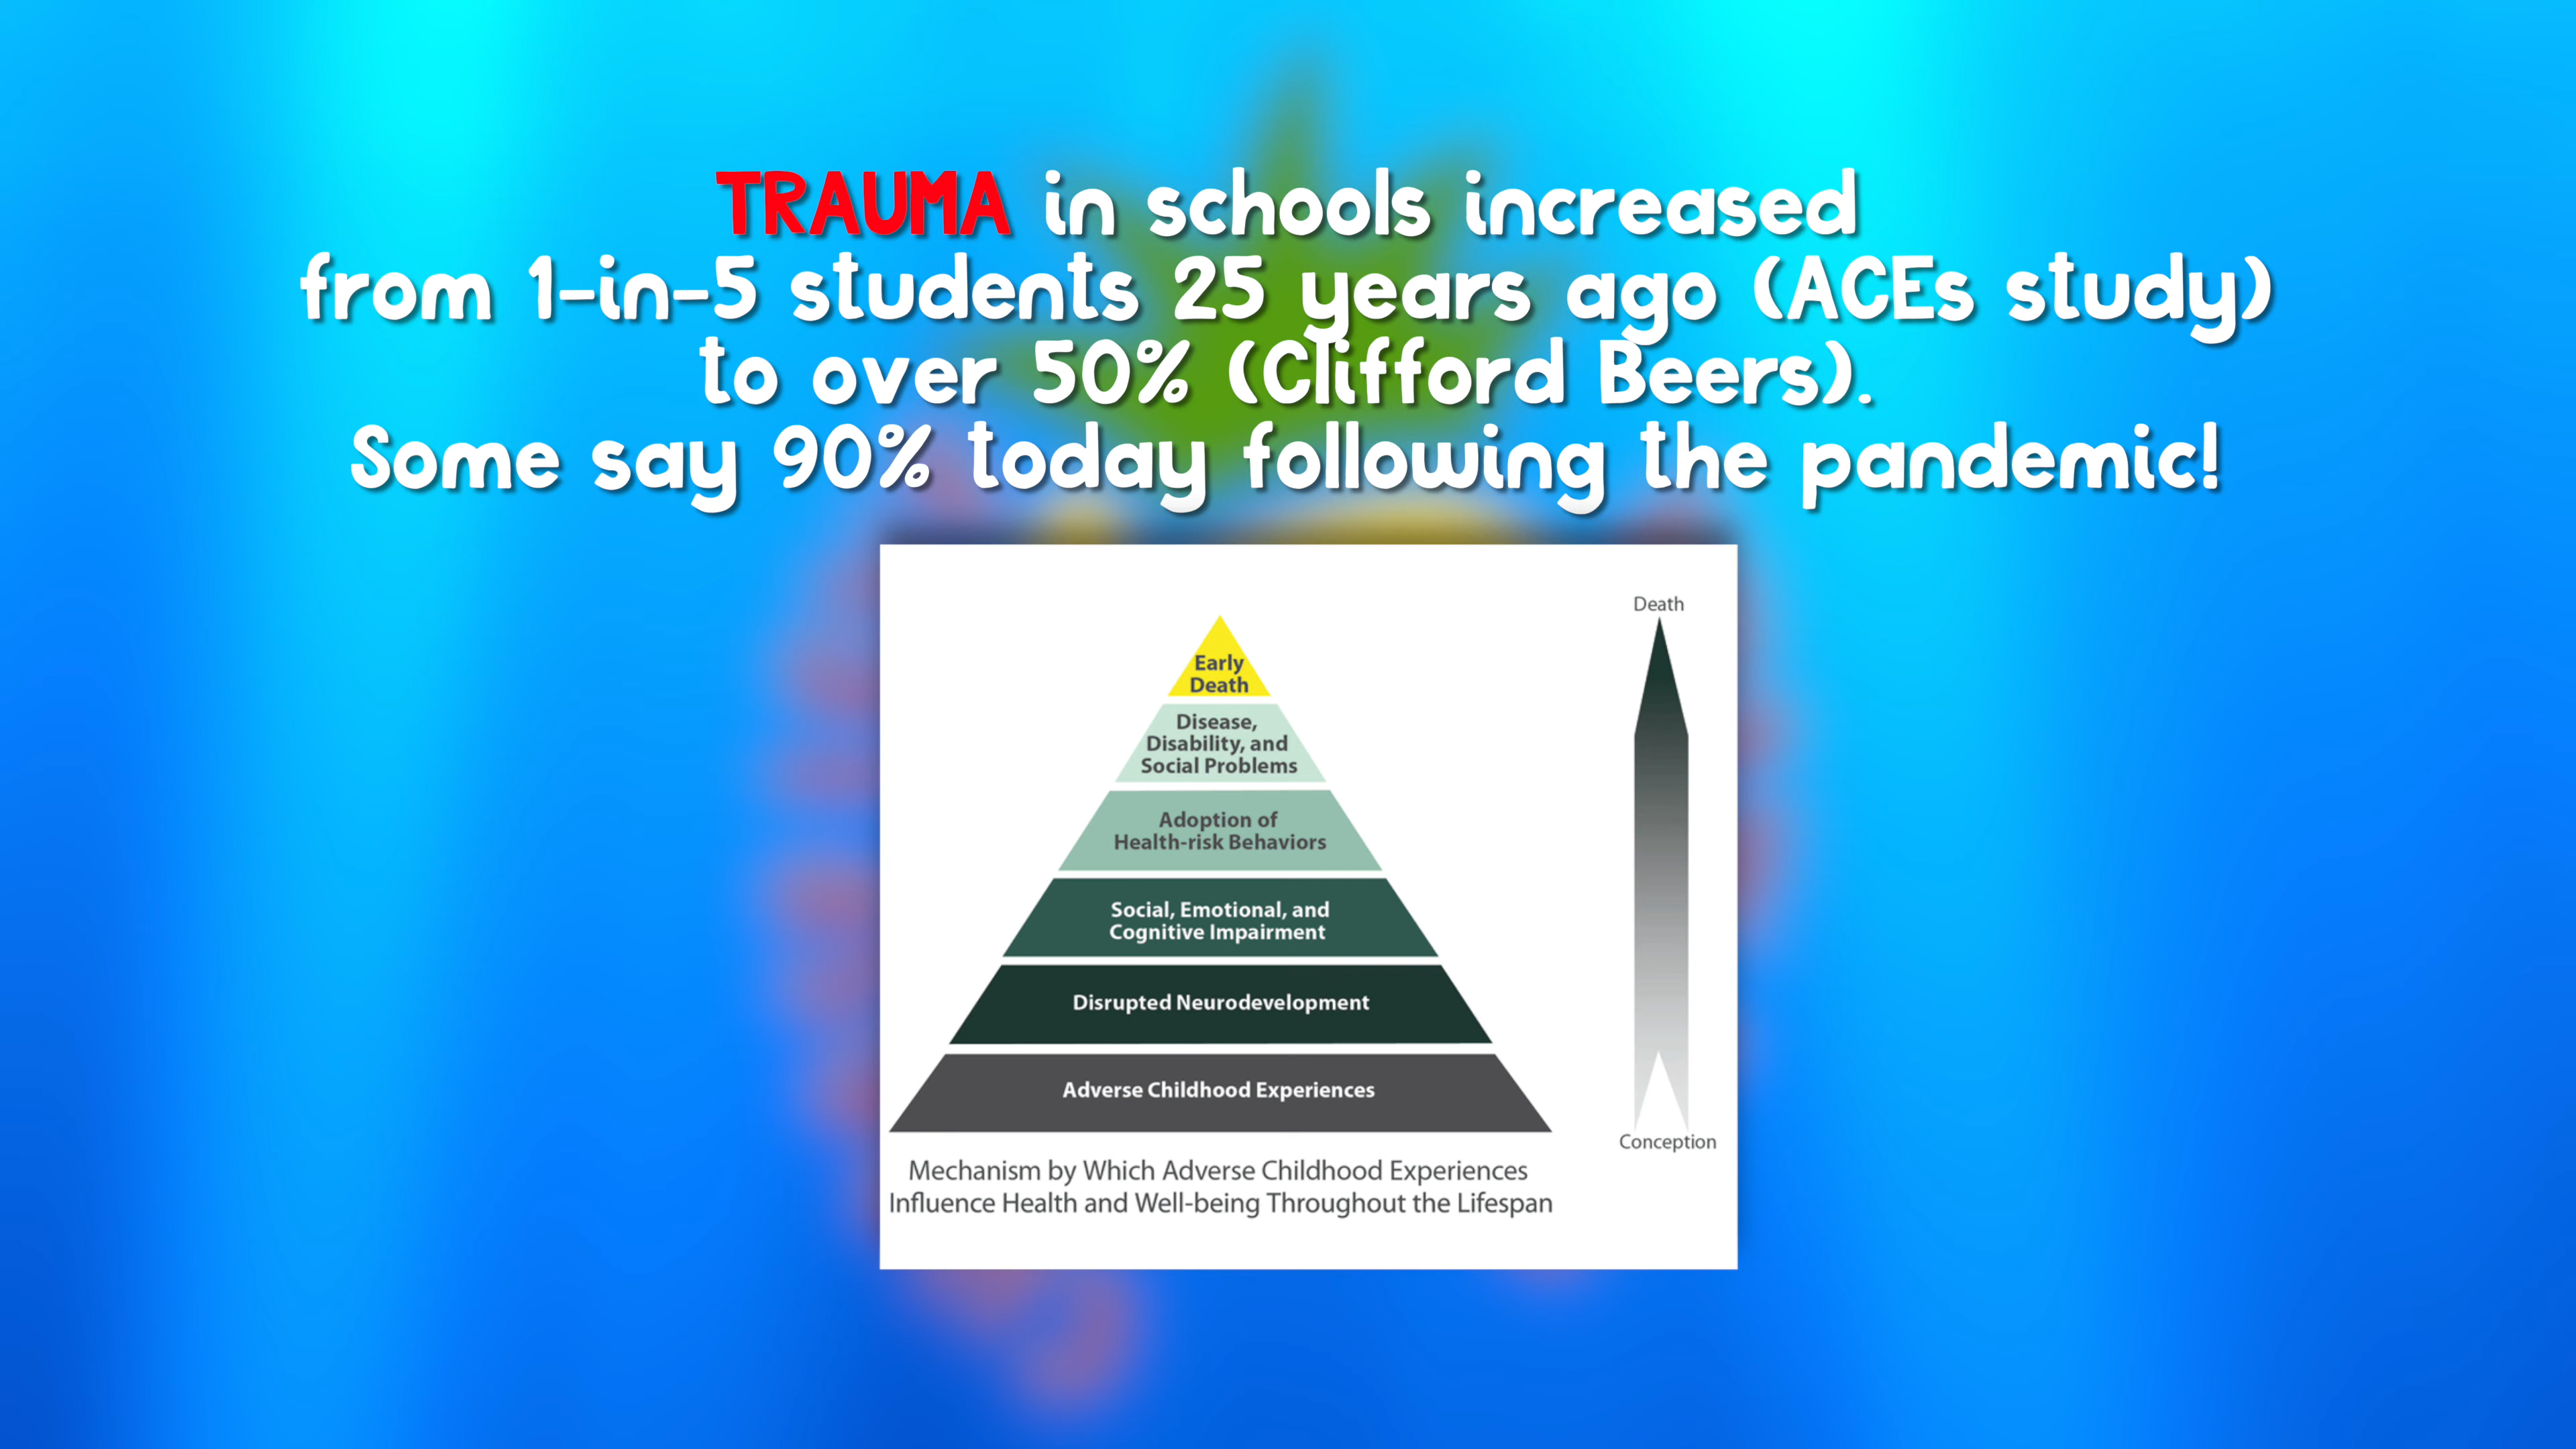 TRAUMA in schools increased
from 1-in-5 students 25 years ago (ACEs study)
to over 50% (Clifford Beers).
Some say 90% today following the pandemic!
Early
Death
Disease,
Disability, and
Social Problems
Adoption of
Health-risk Behaviors
Social, Emotional, and
Cognitive Impairment
Disrupted Neurodevelopment
Adverse Childhood Experiences
Mechanism by Which Adverse Childhood Experiences
Influence Health and Well-being Throughout the Lifespan
Death
Conception